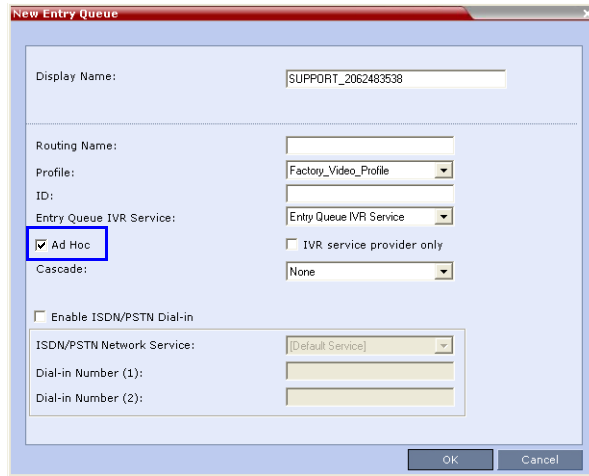 New Entry Queue
Display Name: SUPPORT_2062483538
Routing Name:
Profile: Factory_Video_Profile
ID:
Entry Queue IVR Service: Entry Queue IVR Service
Ad Hoc IVR service provider only
Cascade: None
Enable ISDN/PSTN Dial-in
ISDN/PSTN Network Service: [Default Service]
Dial-in Number (1):
Dial-in Number (2):
OK Cancel